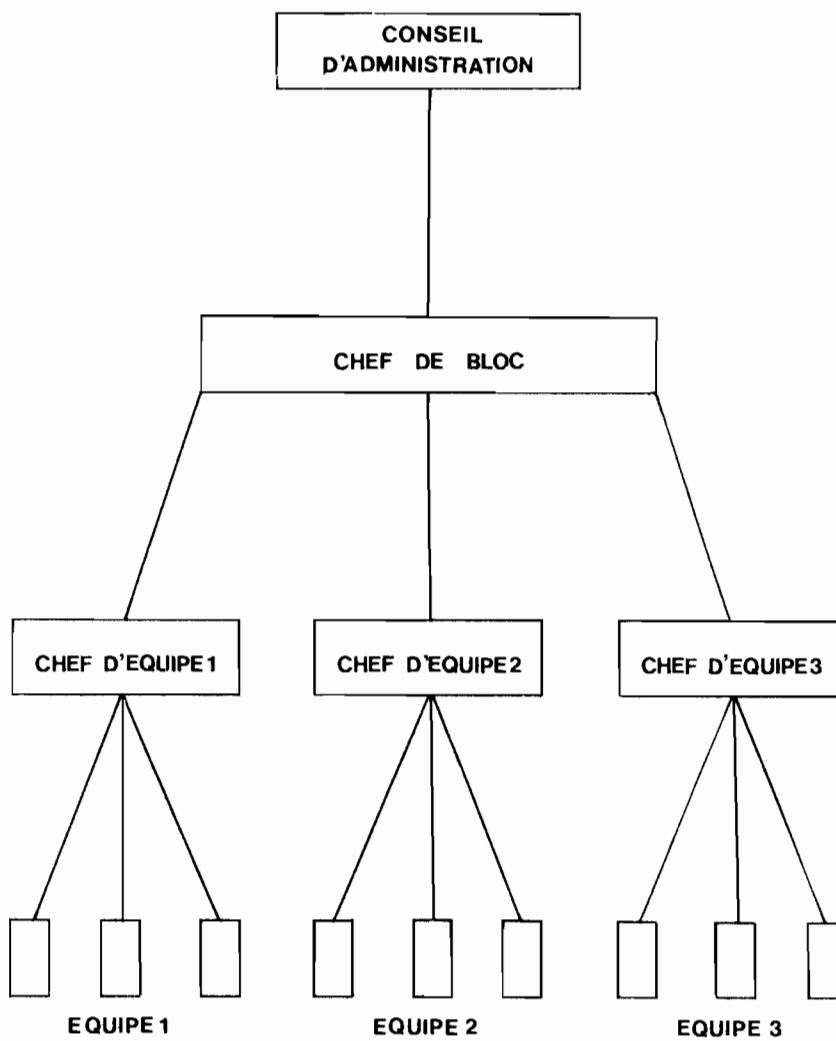 CONSEIL
D'ADMINISTRATION
CHEF DE BLOC
CHEF D'EQUIPE 1
CHEF D'EQUIPE 2
CHEF D'EQUIPE 3
EQUIPE 1
EQUIPE 2
EQUIPE 3